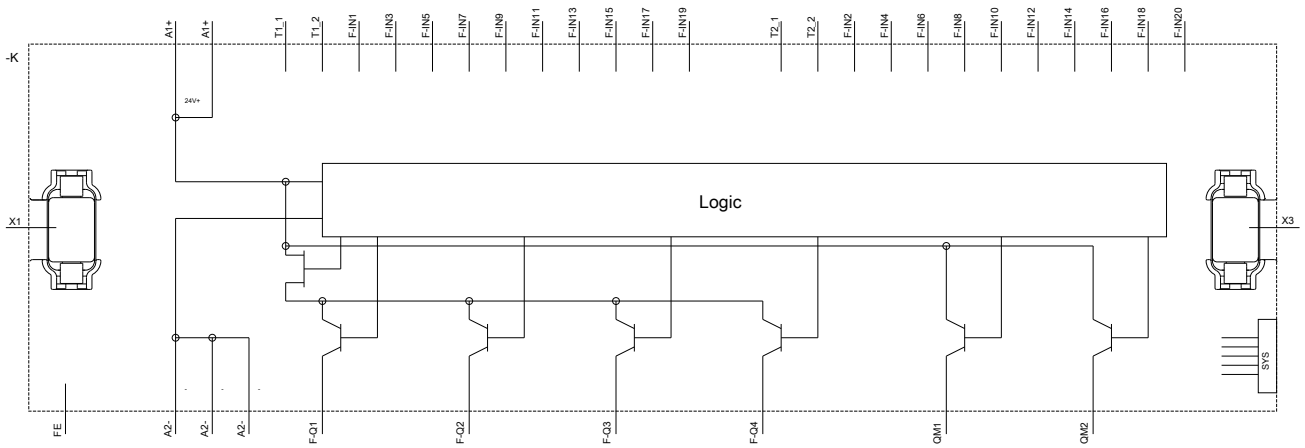 A1+
A1+
T1_1
T1_2
F-IN1
F-IN3
F-IN5
F-IN7
F-IN9
F-IN11
F-IN13
F-IN15
F-IN17
F-IN19
T2_1
T2_2
F-IN2
F-IN4
F-IN6
F-IN8
F-IN10
F-IN12
F-IN14
F-IN16
F-IN18
F-IN20
-K
24V+
Logic
X1
X3
SYS
-
-
-
FE
A2-
A2-
A2-
F-Q1
F-Q2
F-Q3
F-Q4
QM1
QM2